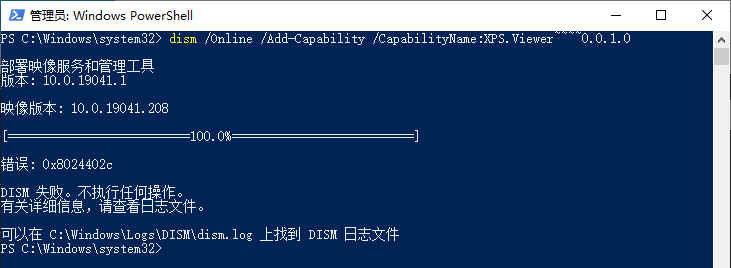 管理员: Windows PowerShell
PS C:\Windows\system32> dism /Online /Add-Capability /CapabilityName:XPS.Viewer~~~~0.0.1.0
部署映像服务和管理工具
版本: 10.0.19041.1
映像版本: 10.0.19041.208
[==========================100.0%==========================]
错误: 0x8024402c
DISM 失败。不执行任何操作。
有关详细信息，请查看日志文件。
可以在 C:\Windows\Logs\DISM\dism.log 上找到 DISM 日志文件
PS C:\Windows\system32>